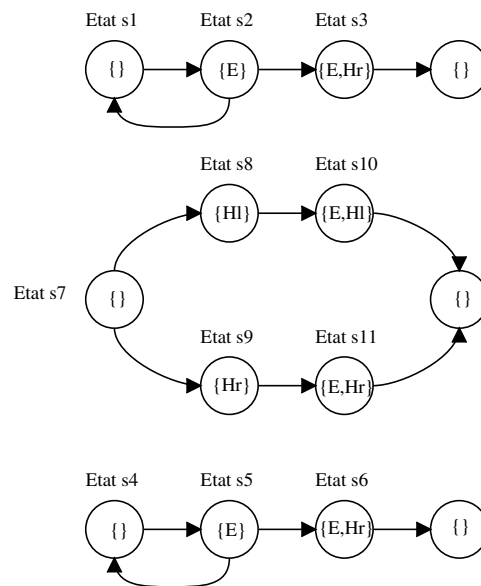 Etat s1 Etat s2 Etat s3
{} {E} {E,Hr} {}
Etat s8 Etat s10
{Hl} {E,Hl}
Etat s7 {} {}
Etat s9 Etat s11
{Hr} {E,Hr}
Etat s4 Etat s5 Etat s6
{} {E} {E,Hr} {}